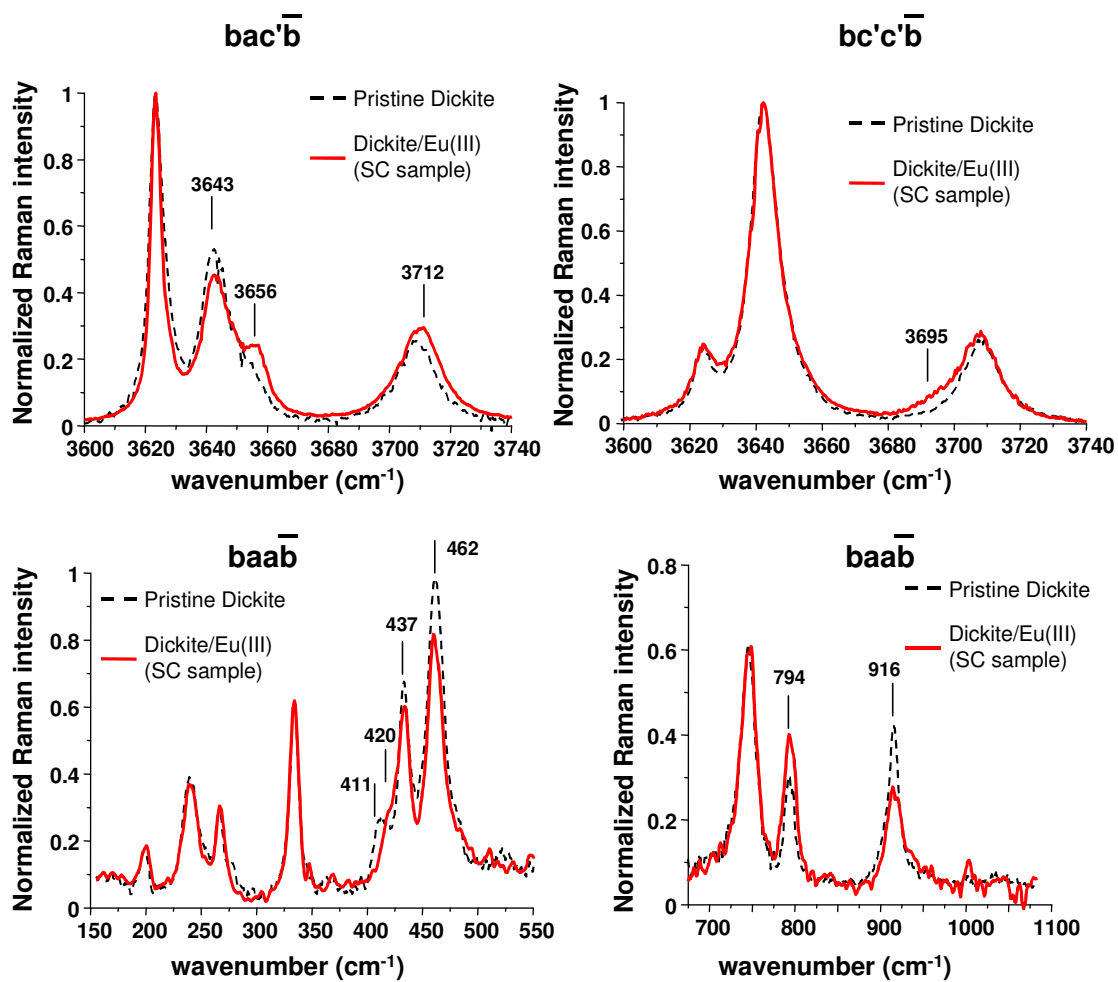 bac'b̅
Normalized Raman intensity
1
0.8
0.6
0.4
0.2
0
3643
3656
3712
Pristine Dickite
Dickite/Eu(III)
(SC sample)
3600 3620 3640 3660 3680 3700 3720 3740
wavenumber (cm⁻¹)
bc'c'b̅
Normalized Raman intensity
1
0.8
0.6
0.4
0.2
0
Pristine Dickite
Dickite/Eu(III)
(SC sample)
3695
3600 3620 3640 3660 3680 3700 3720 3740
wavenumber (cm⁻¹)
baab̅
Normalized Raman intensity
1
0.8
0.6
0.4
0.2
0
Pristine Dickite
Dickite/Eu(III)
(SC sample)
462
437
420
411
150 200 250 300 350 400 450 500 550
wavenumber (cm⁻¹)
baab̅
Normalized Raman intensity
0.8
0.6
0.4
0.2
0
Pristine Dickite
Dickite/Eu(III)
(SC sample)
794
916
700 800 900 1000 1100
wavenumber (cm⁻¹)